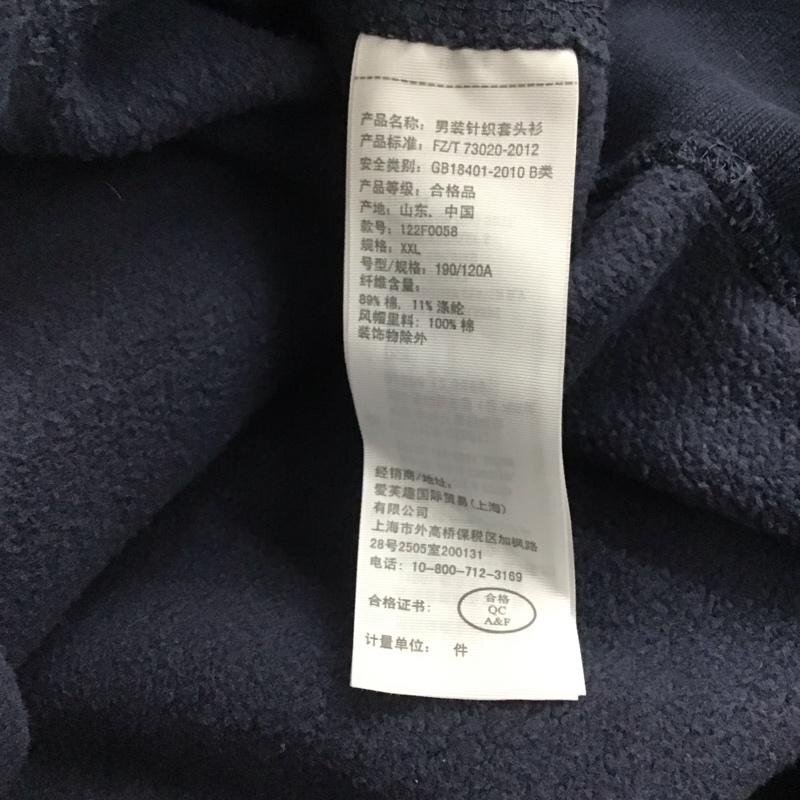 产品名称：男装针织套头衫
产品标准：FZ/T 73020-2012
安全类别：GB18401-2010 B类
产品等级：合格品
产地：山东，中国
款号：122F0058
规格：XXL
号型/规格：190/120A
纤维含量：
89% 棉，11% 涤纶
风帽里料：100% 棉
装饰物除外
经销商/地址：
爱芙趣国际贸易(上海)
有限公司
上海市外高桥保税区加枫路
28号2505室200131
电话：10-800-712-3169
合格证书：
合格
QC
A&F
计量单位： 件